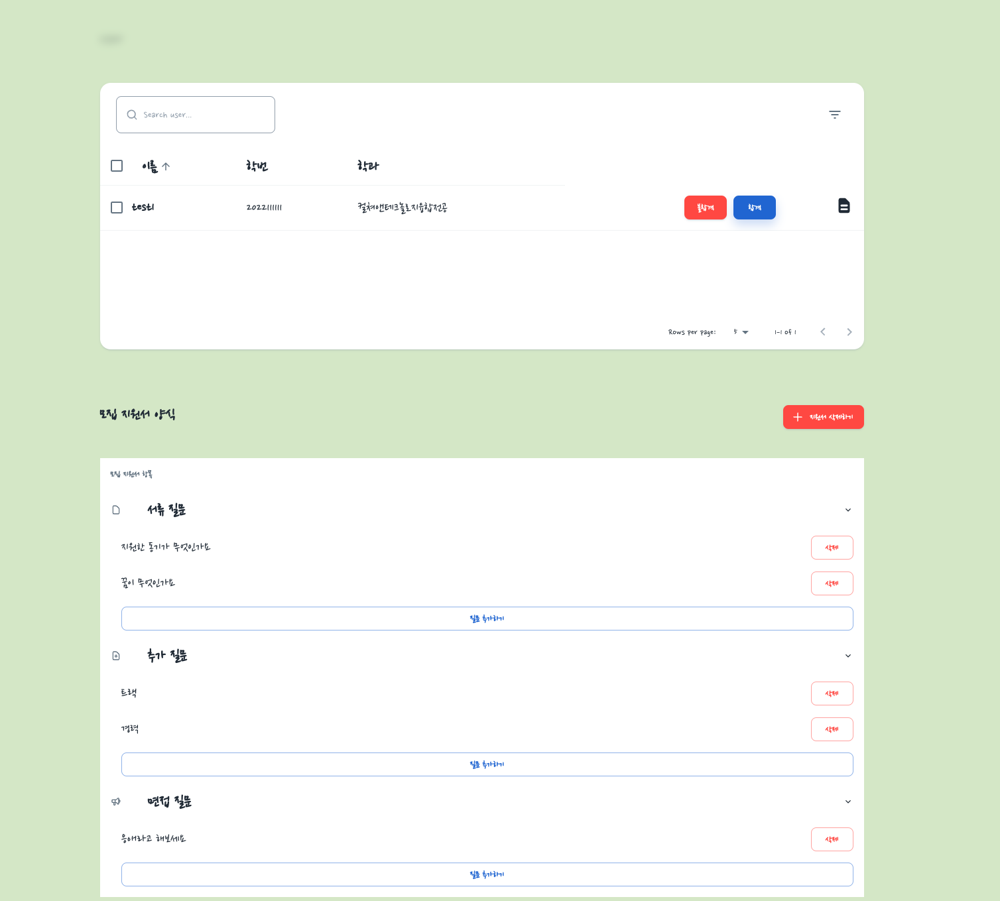 Search user...
이름 학번 학과
test1 2022111111 컬쳐앤테크놀로지융합전공 불합격 합격
Rows per page: 5 1-1 of 1
모집 지원서 양식 지원서 삭제하기
모집 지원서 항목
서류 질문
지원한 동기가 무엇인가요 삭제
꿈이 무엇인가요 삭제
질문 추가하기
추가 질문
트랙 삭제
경력 삭제
질문 추가하기
면접 질문
응애라고 해보세요 삭제
질문 추가하기